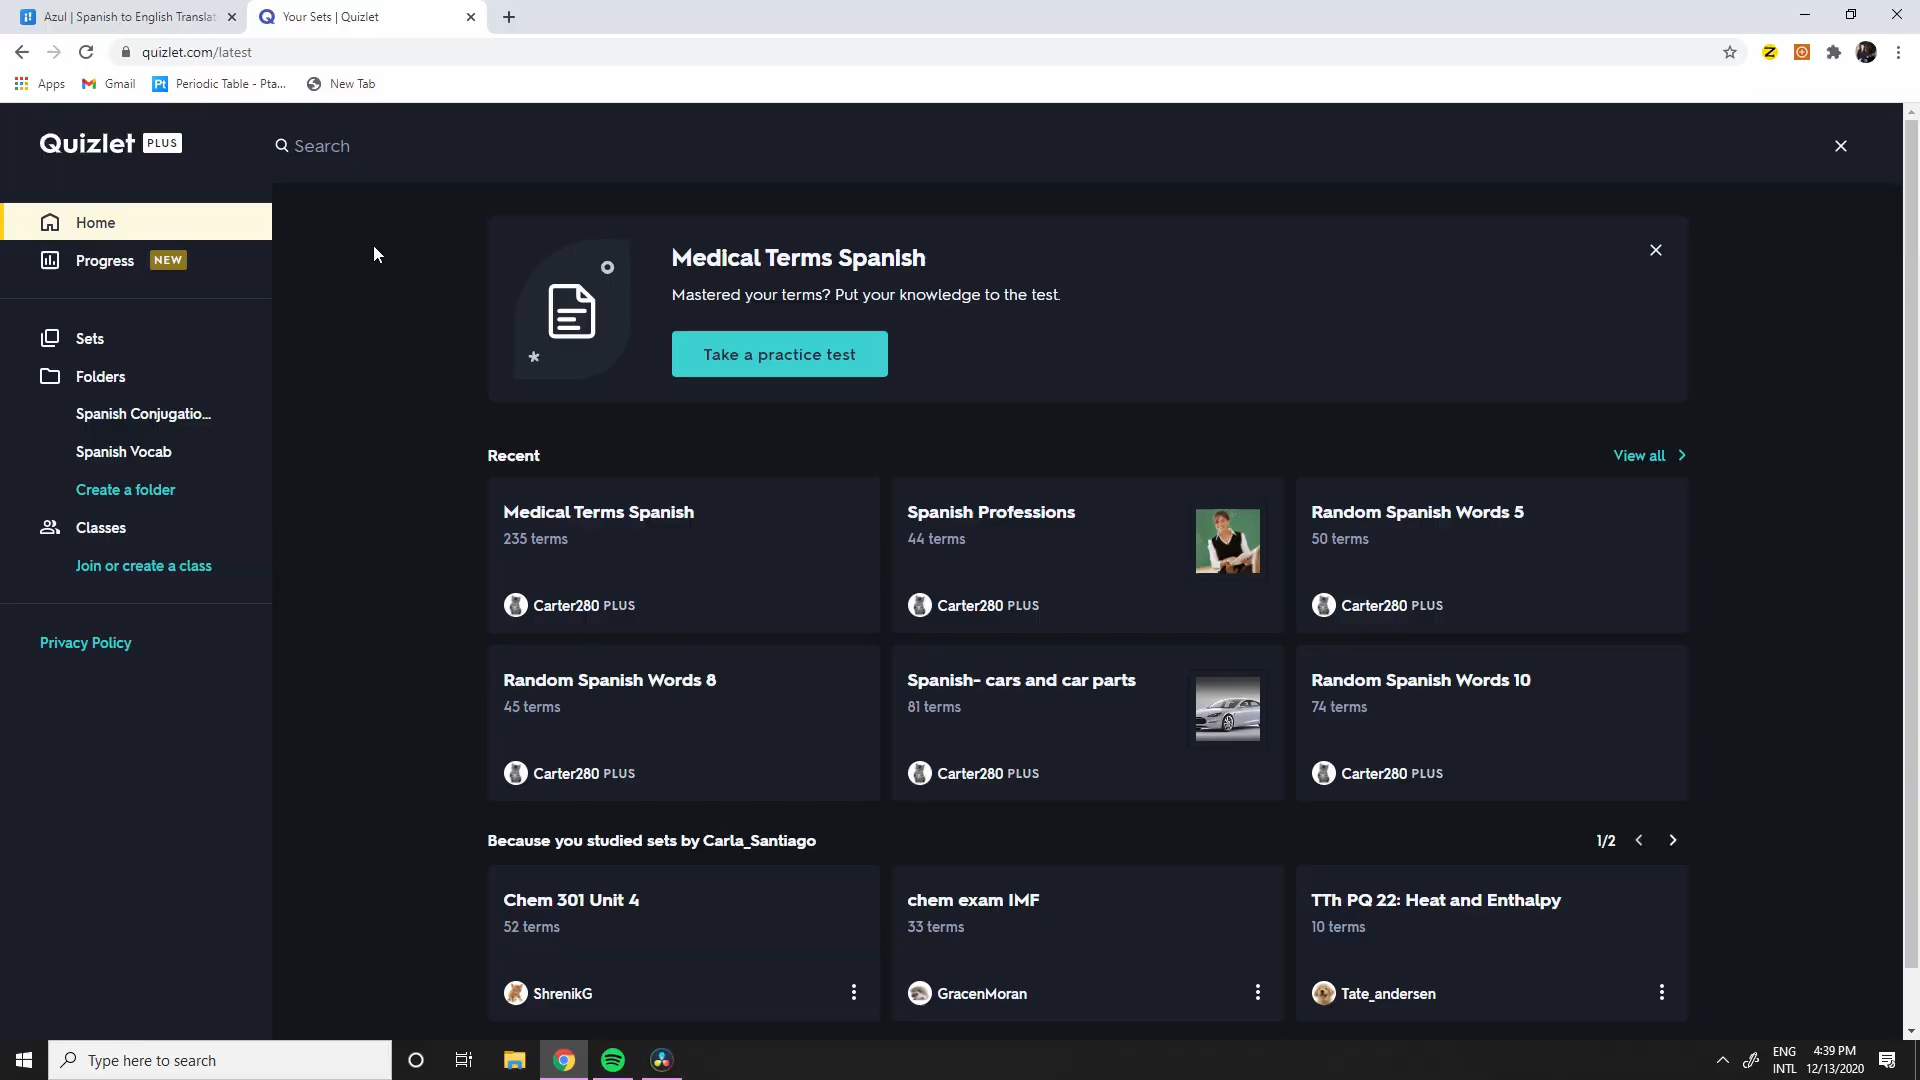 Azul | Spanish to English Translat
Your Sets | Quizlet
quizlet.com/latest
Apps
Gmail
Pt
Periodic Table - Pta...
New Tab
Quizlet PLUS
Search
Home
Progress NEW
Sets
Folders
Spanish Conjugatio...
Spanish Vocab
Create a folder
Classes
Join or create a class
Privacy Policy
Medical Terms Spanish
Mastered your terms? Put your knowledge to the test.
Take a practice test
Recent
View all
Medical Terms Spanish
235 terms
Carter280 PLUS
Spanish Professions
44 terms
Carter280 PLUS
Random Spanish Words 5
50 terms
Carter280 PLUS
Random Spanish Words 8
45 terms
Carter280 PLUS
Spanish- cars and car parts
81 terms
Carter280 PLUS
Random Spanish Words 10
74 terms
Carter280 PLUS
Because you studied sets by Carla_Santiago
1/2
Chem 301 Unit 4
52 terms
ShrenikG
chem exam IMF
33 terms
GracenMoran
TTh PQ 22: Heat and Enthalpy
10 terms
Tate_andersen
Type here to search
ENG
INTL
4:39 PM
12/13/2020